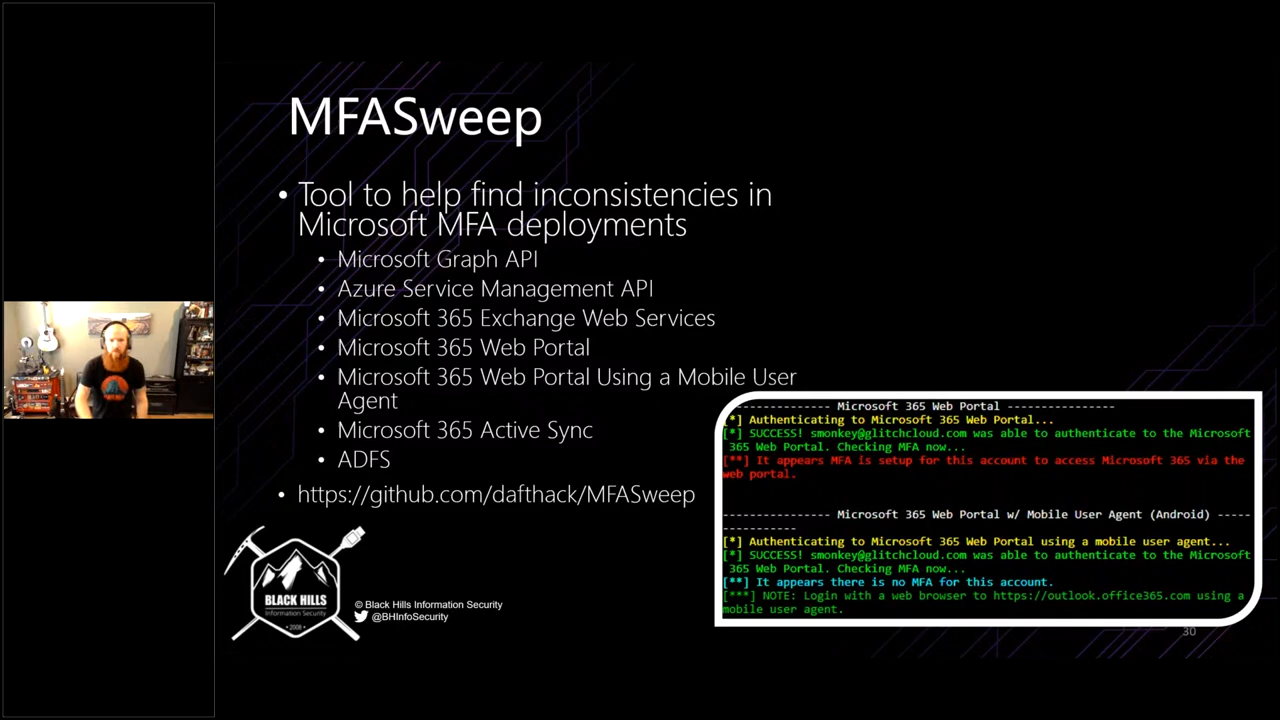 MFASweep
• Tool to help find inconsistencies in
Microsoft MFA deployments
• Microsoft Graph API
• Azure Service Management API
• Microsoft 365 Exchange Web Services
• Microsoft 365 Web Portal
• Microsoft 365 Web Portal Using a Mobile User
Agent
• Microsoft 365 Active Sync
• ADFS
• https://github.com/dafthack/MFASweep
--------------- Microsoft 365 Web Portal ---------------
[*] Authenticating to Microsoft 365 Web Portal...
[*] SUCCESS! smonkey@glitchcloud.com was able to authenticate to the Microsoft
365 Web Portal. Checking MFA now...
[**] It appears MFA is setup for this account to access Microsoft 365 via the
web portal.
--------------- Microsoft 365 Web Portal w/ Mobile User Agent (Android) -----
----------
[*] Authenticating to Microsoft 365 Web Portal using a mobile user agent...
[*] SUCCESS! smonkey@glitchcloud.com was able to authenticate to the Microsoft
365 Web Portal. Checking MFA now...
[**] It appears there is no MFA for this account.
[***] NOTE: Login with a web browser to https://outlook.office365.com using a
mobile user agent.
BLACK HILLS
Information Security
• 2008 •
© Black Hills Information Security
@BHInfoSecurity
30